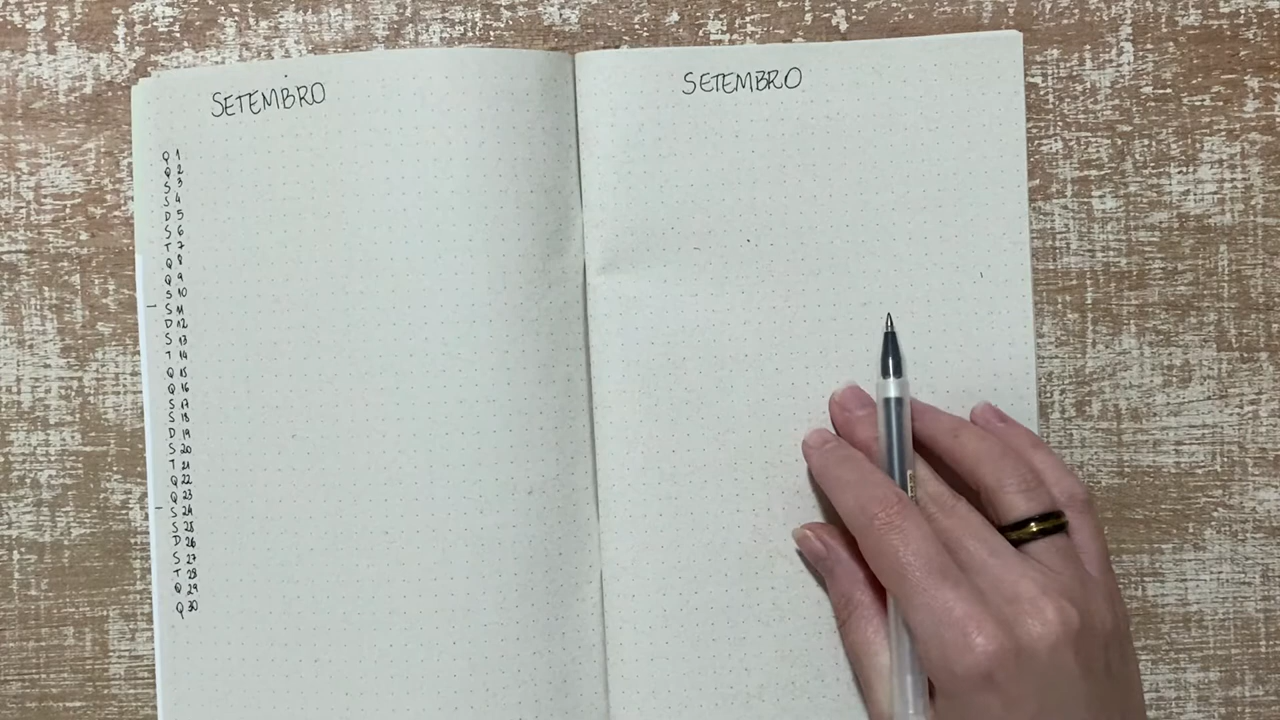 SETEMBRO
Q 1
Q 2
S 3
S 4
D 5
S 6
T 7
Q 8
Q 9
S 10
S 11
D 12
S 13
T 14
Q 15
Q 16
S 17
S 18
D 19
S 20
T 21
Q 22
Q 23
S 24
S 25
D 26
S 27
T 28
Q 29
Q 30
SETEMBRO